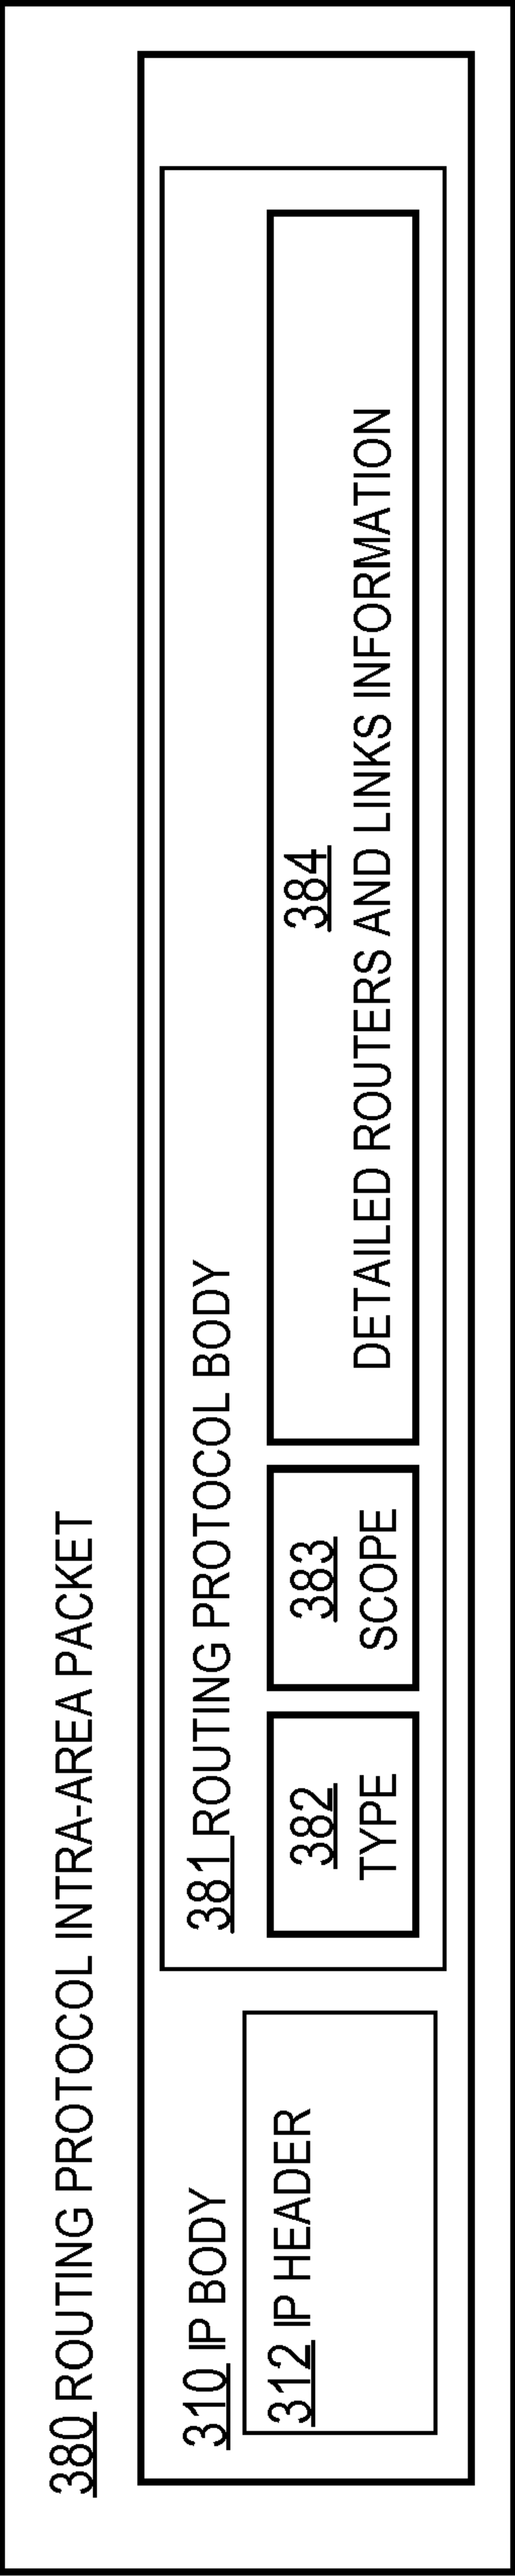 380 ROUTING PROTOCOL INTRA-AREA PACKET
310 IP BODY
312 IP HEADER
381 ROUTING PROTOCOL BODY
382
TYPE
383
SCOPE
384
DETAILED ROUTERS AND LINKS INFORMATION